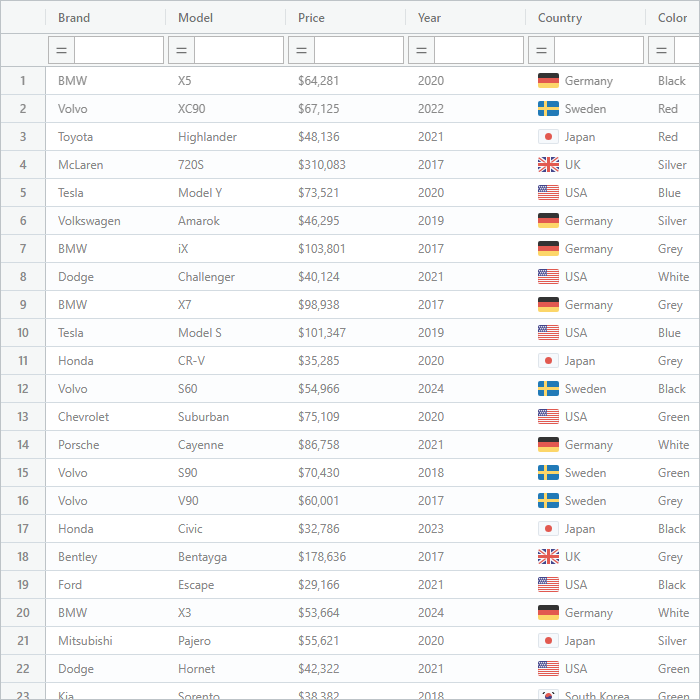 Brand Model Price Year Country Color
= = = = = =
1 BMW X5 $64,281 2020 Germany Black
2 Volvo XC90 $67,125 2022 Sweden Red
3 Toyota Highlander $48,136 2021 Japan Red
4 McLaren 720S $310,083 2017 UK Silver
5 Tesla Model Y $73,521 2020 USA Blue
6 Volkswagen Amarok $46,295 2019 Germany Silver
7 BMW iX $103,801 2017 Germany Grey
8 Dodge Challenger $40,124 2021 USA White
9 BMW X7 $98,938 2017 Germany Grey
10 Tesla Model S $101,347 2019 USA Blue
11 Honda CR-V $35,285 2020 Japan Grey
12 Volvo S60 $54,966 2024 Sweden Black
13 Chevrolet Suburban $75,109 2020 USA Green
14 Porsche Cayenne $86,758 2021 Germany White
15 Volvo S90 $70,430 2018 Sweden Green
16 Volvo V90 $60,001 2017 Sweden Grey
17 Honda Civic $32,786 2023 Japan Black
18 Bentley Bentayga $178,636 2017 UK Grey
19 Ford Escape $29,166 2021 USA Black
20 BMW X3 $53,664 2024 Germany White
21 Mitsubishi Pajero $55,621 2020 Japan Silver
22 Dodge Hornet $42,322 2021 USA Green
23 Kia Sorento $38,382 2018 South Korea Green